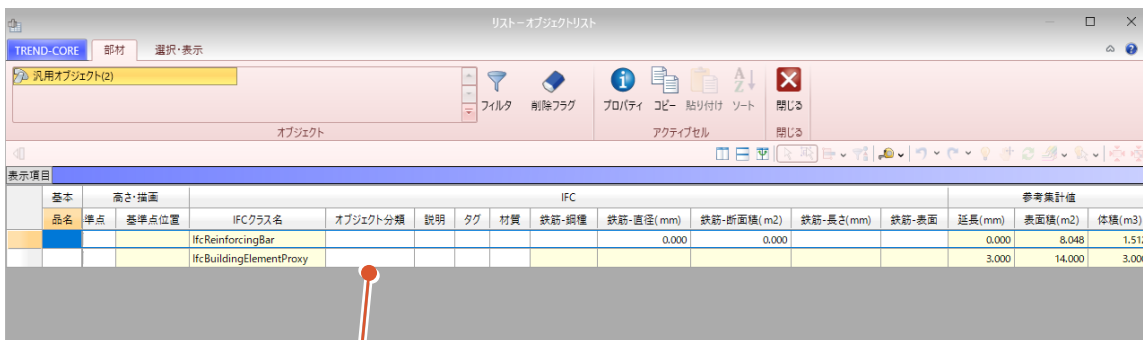 リストーオブジェクトリスト
TREND-CORE 部材 選択・表示
汎用オブジェクト(2)
フィルタ 削除フラグ プロパティ コピー 貼り付け ソート 閉じる
オブジェクト アクティブセル 閉じる
表示項目
基本 高さ・描画 IFC 参考集計値
品名 準点 基準点位置 IFCクラス名 オブジェクト分類 説明 タグ 材質 鉄筋-鋼種 鉄筋-直径(mm) 鉄筋-断面積(m2) 鉄筋-長さ(mm) 鉄筋-表面 延長(mm) 表面積(m2) 体積(m3)
IfcReinforcingBar 0.000 0.000 0.000 8.048 1.512
IfcBuildingElementProxy 3.000 14.000 3.000